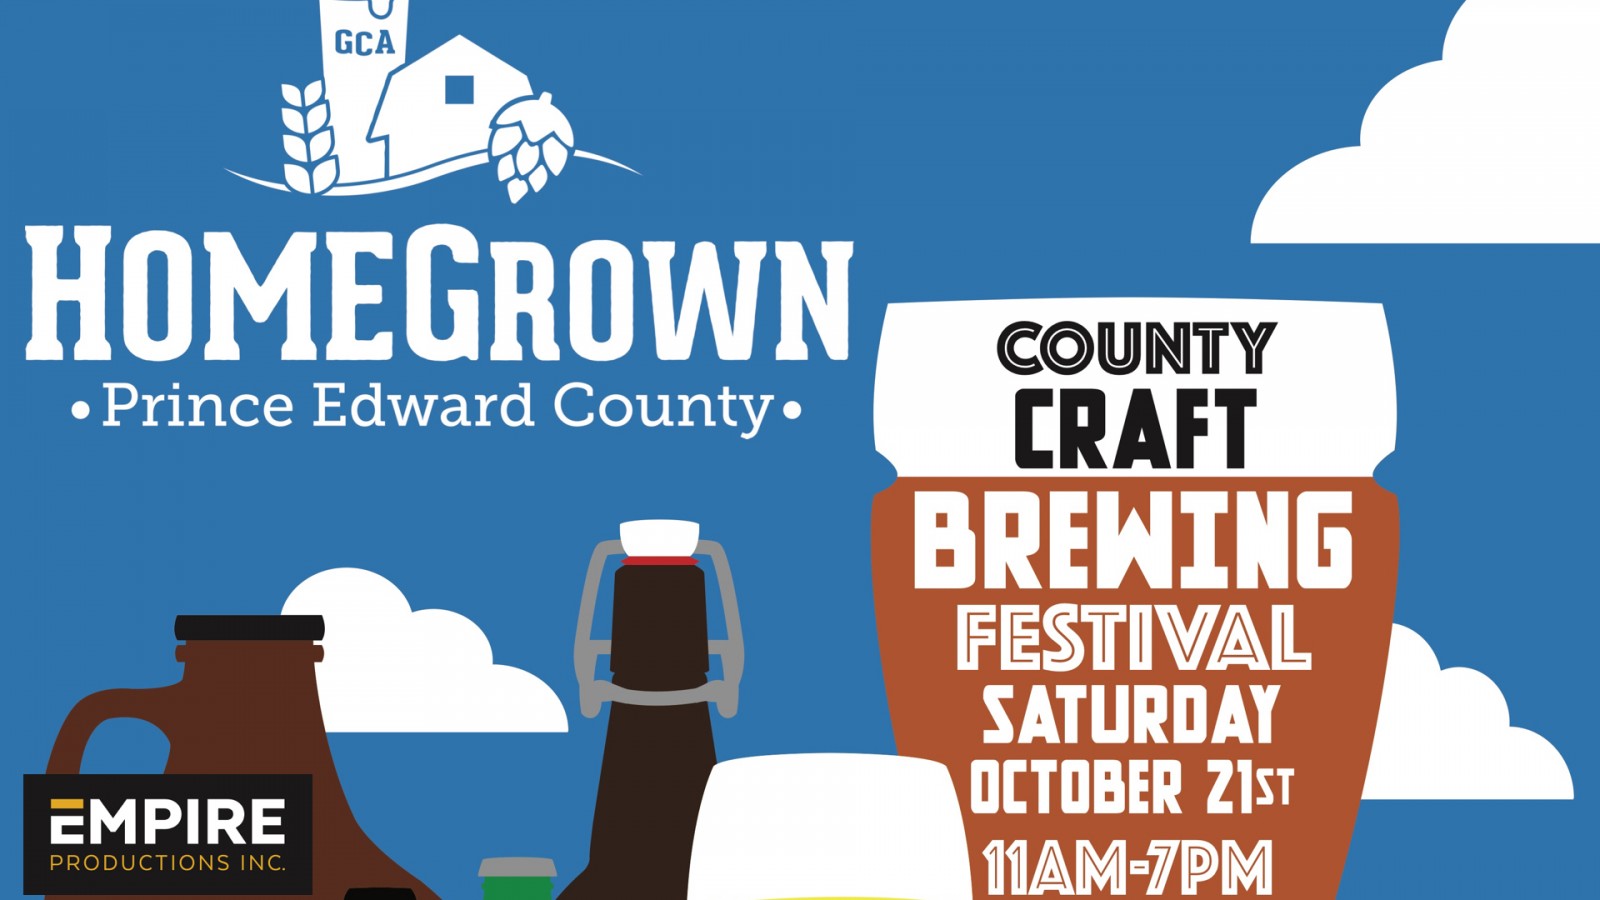 GCA
HOMEGROWN
• Prince Edward County •
COUNTY
CRAFT
BREWING
FESTIVAL
SATURDAY
OCTOBER 21ST
11AM-7PM
EMPIRE
PRODUCTIONS INC.